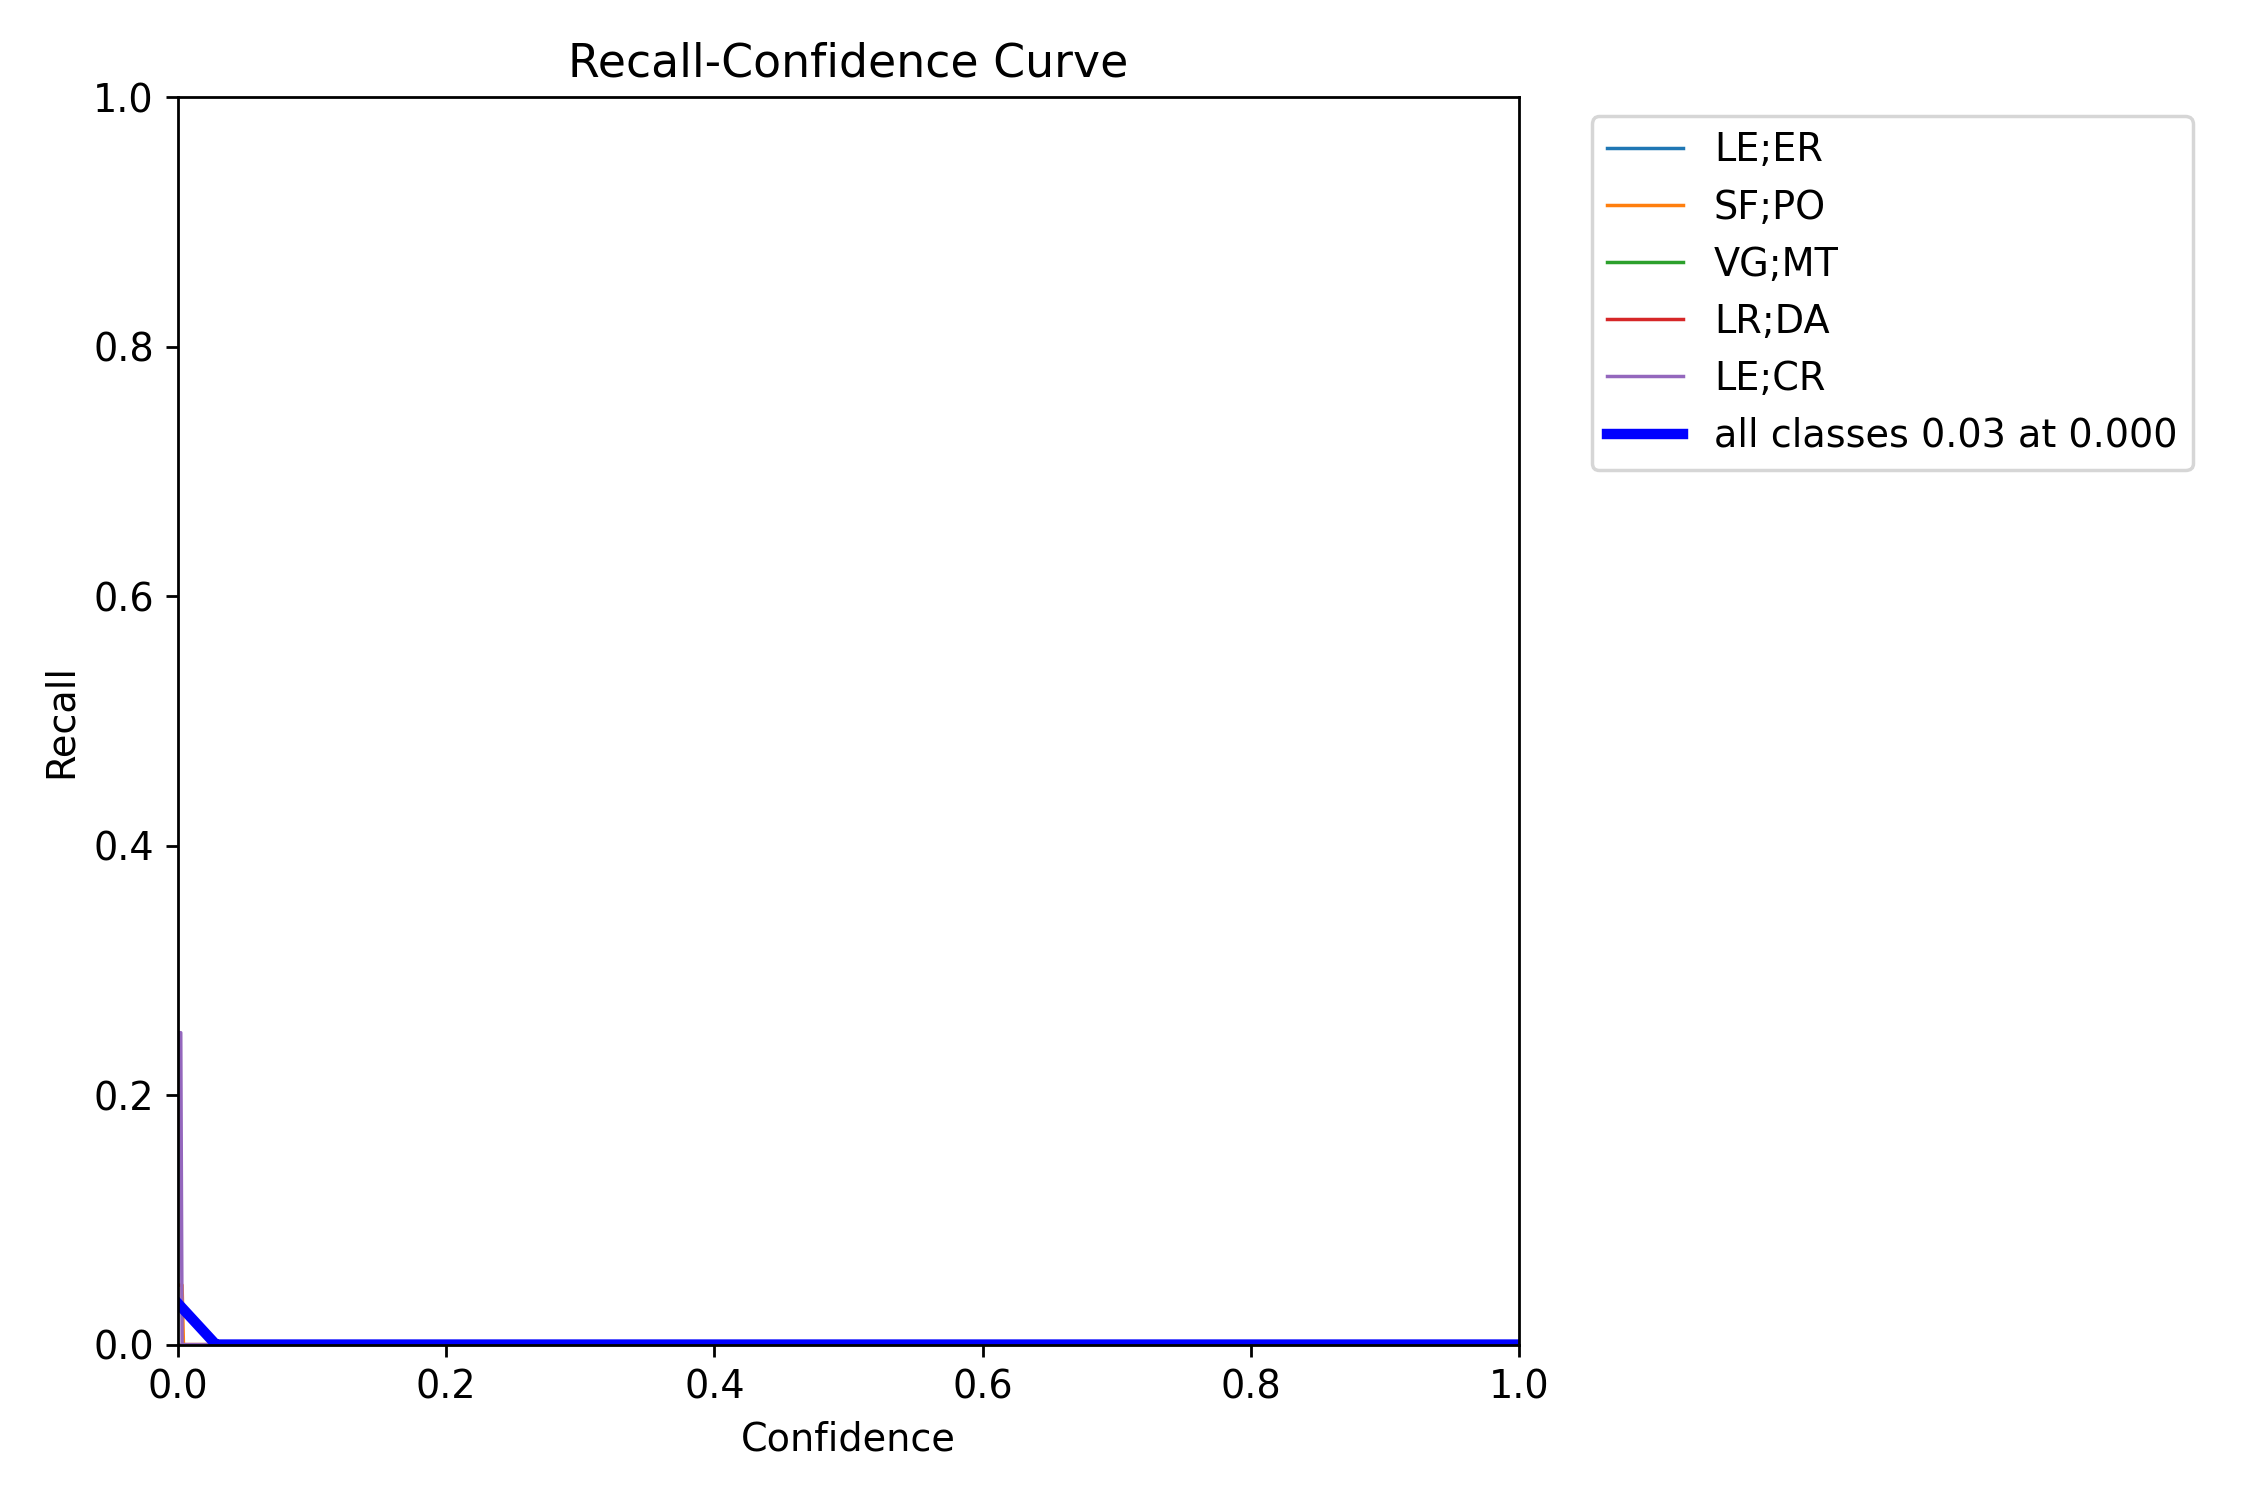 Recall-Confidence Curve
1.0
0.8
0.6
0.4
0.2
0.0
Recall
0.0 0.2 0.4 0.6 0.8 1.0
Confidence
LE;ER
SF;PO
VG;MT
LR;DA
LE;CR
all classes 0.03 at 0.000